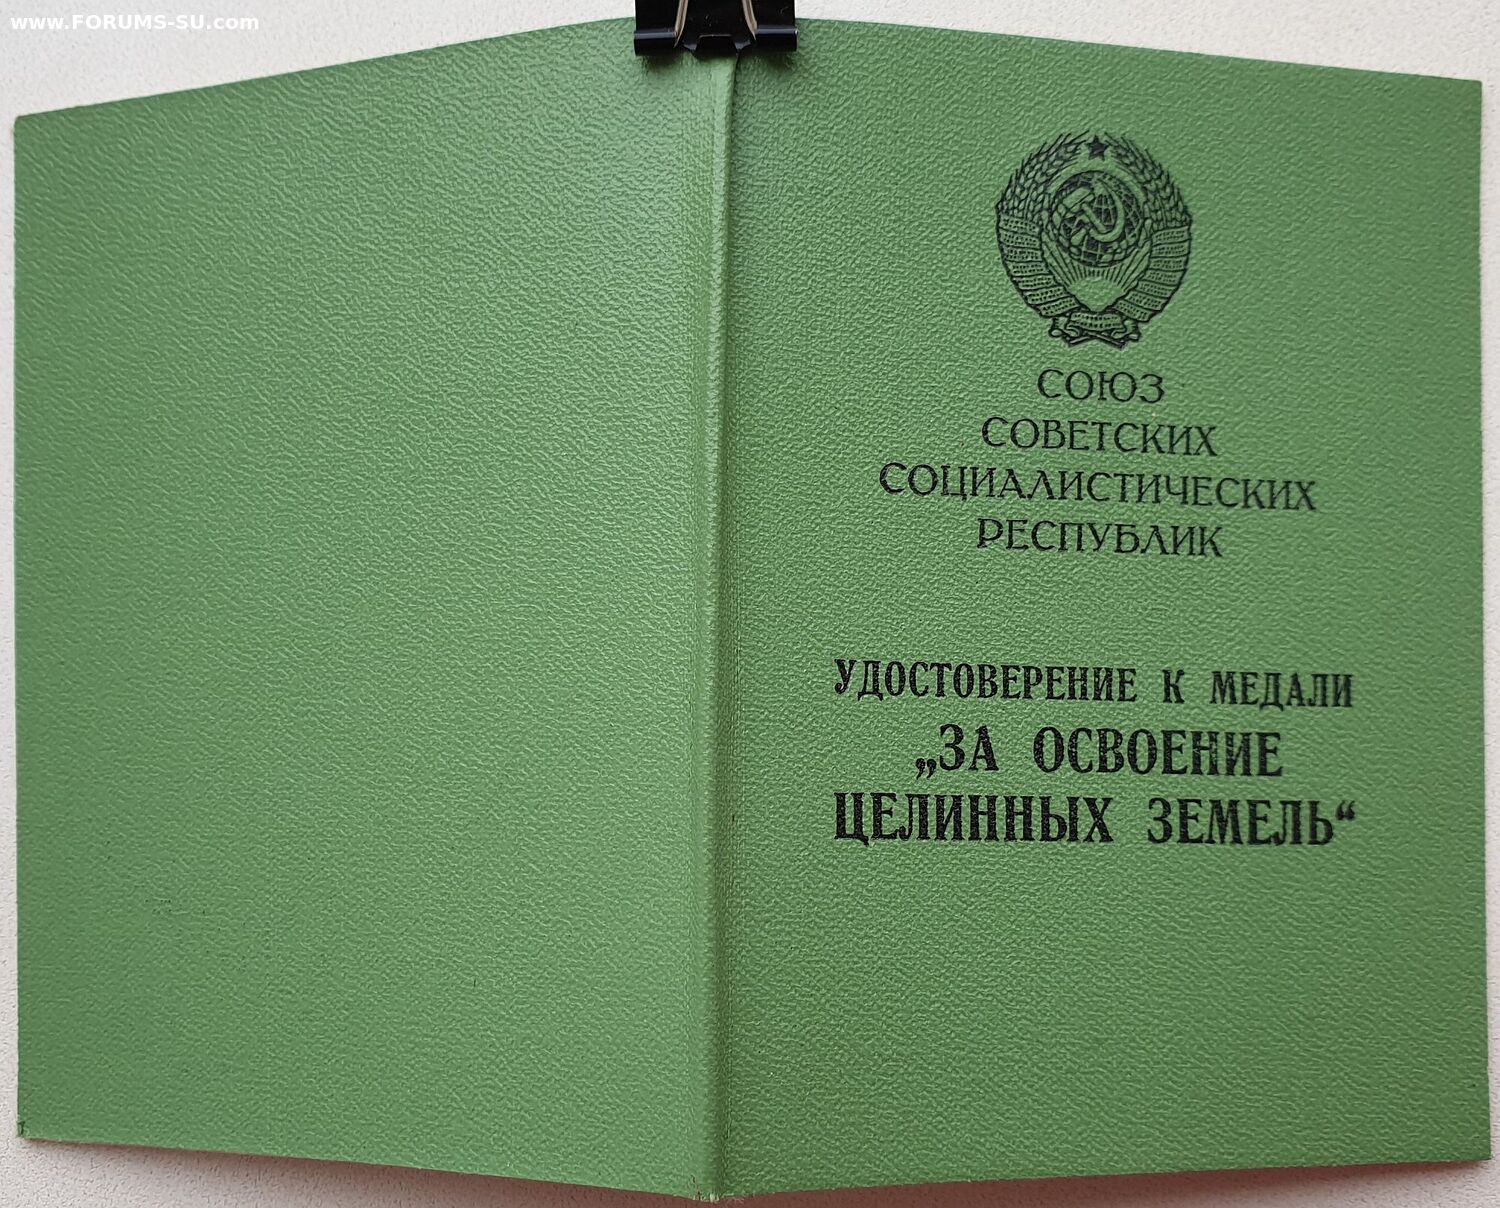 www.FORUMS-SU.com
СОЮЗ
СОВЕТСКИХ
СОЦИАЛИСТИЧЕСКИХ
РЕСПУБЛИК
УДОСТОВЕРЕНИЕ К МЕДАЛИ
„ЗА ОСВОЕНИЕ
ЦЕЛИННЫХ ЗЕМЕЛЬ“